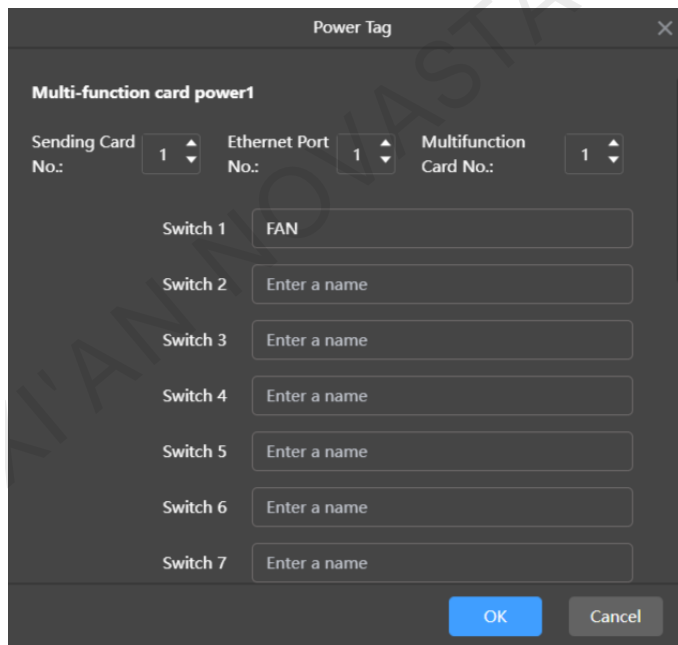 Power Tag
Multi-function card power1
Sending Card No.: 1 Ethernet Port No.: 1 Multifunction Card No.: 1
Switch 1 FAN
Switch 2 Enter a name
Switch 3 Enter a name
Switch 4 Enter a name
Switch 5 Enter a name
Switch 6 Enter a name
Switch 7 Enter a name
OK Cancel
XI'AN NOVASTA